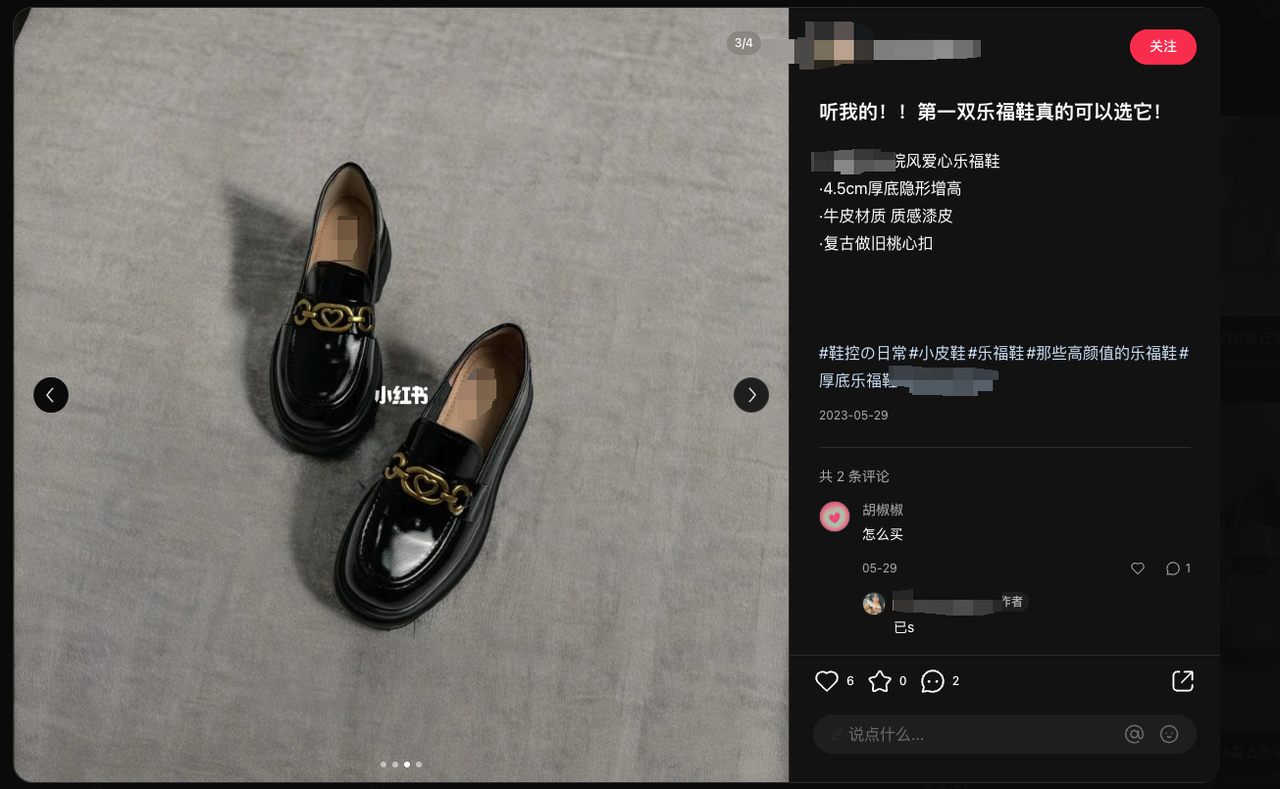 3/4
关注
听我的！！第一双乐福鞋真的可以选它！
风爱心乐福鞋
·4.5cm厚底隐形增高
·牛皮材质 质感漆皮
·复古做旧桃心扣
小红书
#鞋控の日常#小皮鞋#乐福鞋#那些高颜值的乐福鞋#
厚底乐福鞋
2023-05-29
共 2 条评论
胡椒椒
怎么买
05-29
1
作者
已s
6
0
2
说点什么...